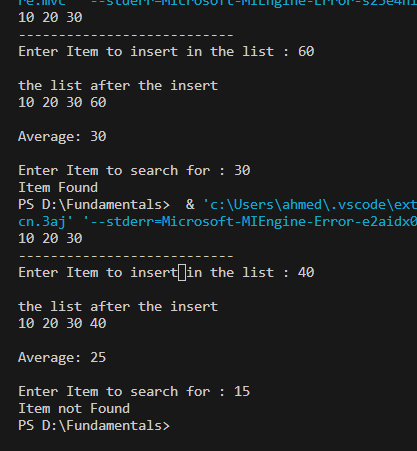 10 20 30
---------------------------
Enter Item to insert in the list : 60
the list after the insert
10 20 30 60
Average: 30
Enter Item to search for : 30
Item Found
PS D:\Fundamentals>  & 'c:\Users\ahmed\.vscode\ext
cn.3aj' '--stderr=Microsoft-MIEngine-Error-e2aidx0
10 20 30
---------------------------
Enter Item to insert in the list : 40
the list after the insert
10 20 30 40
Average: 25
Enter Item to search for : 15
Item not Found
PS D:\Fundamentals>